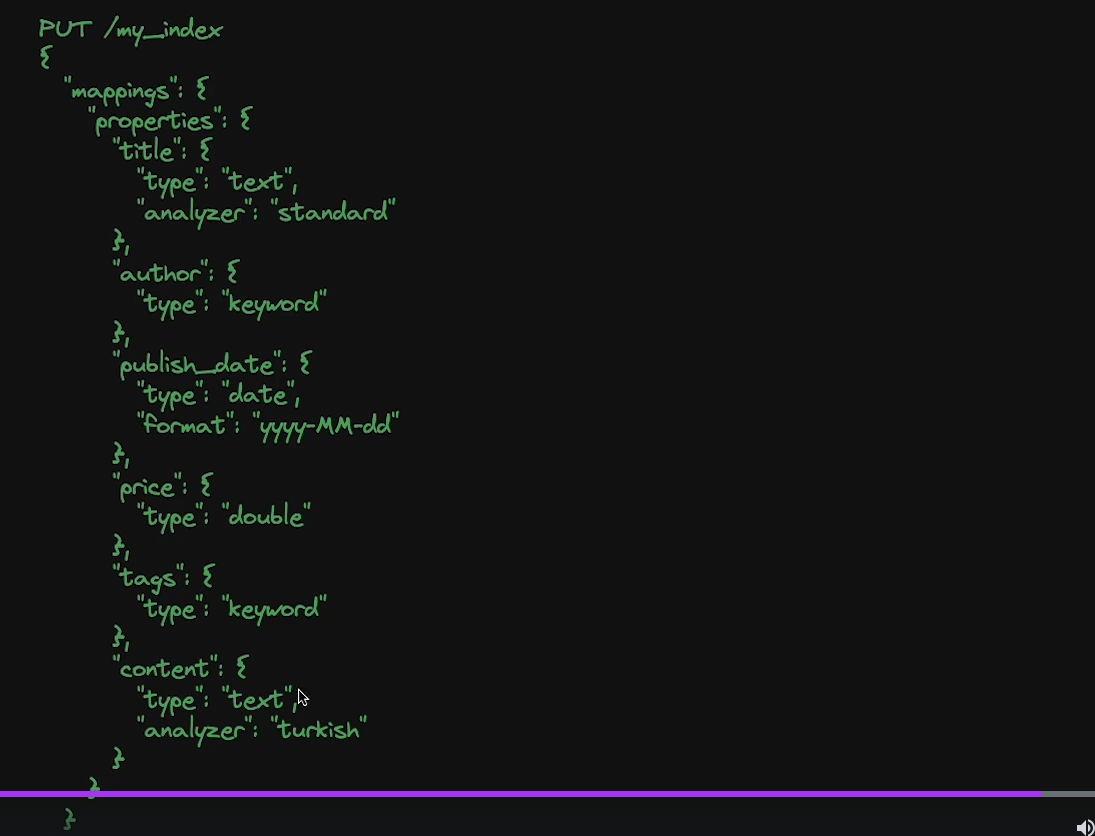 PUT /my_index
{
"mappings": {
"properties": {
"title": {
"type": "text",
"analyzer": "standard"
},
"author": {
"type": "keyword"
},
"publish_date": {
"type": "date",
"format": "yyyy-MM-dd"
},
"price": {
"type": "double"
},
"tags": {
"type": "keyword"
},
"content": {
"type": "text",
"analyzer": "turkish"
}
}
}